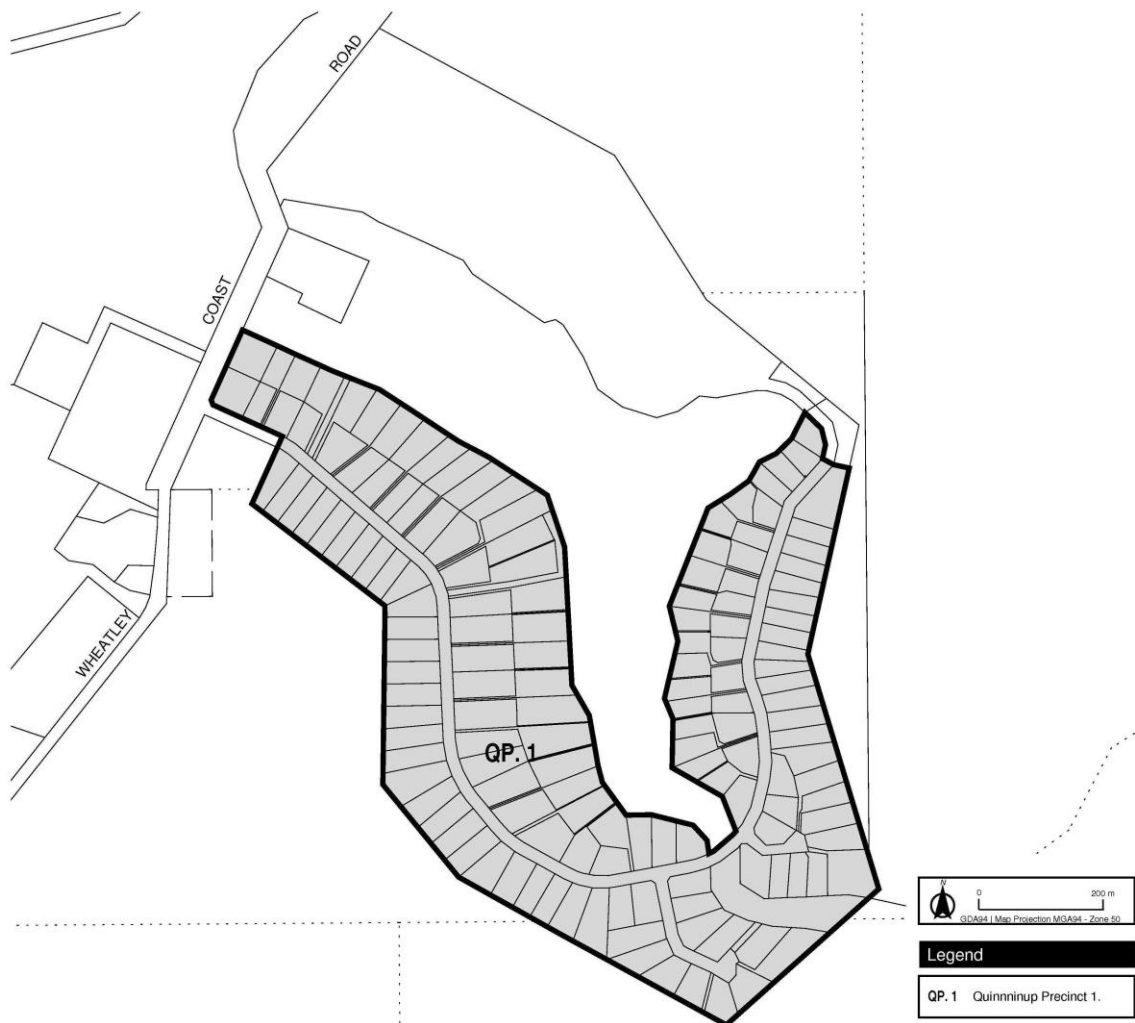 ROAD
COAST
WHEATLEY
QP. 1
N
0 200 m
GDA94 | Map Projection MGA94 - Zone 50
Legend
QP. 1 Quinnninup Precinct 1.